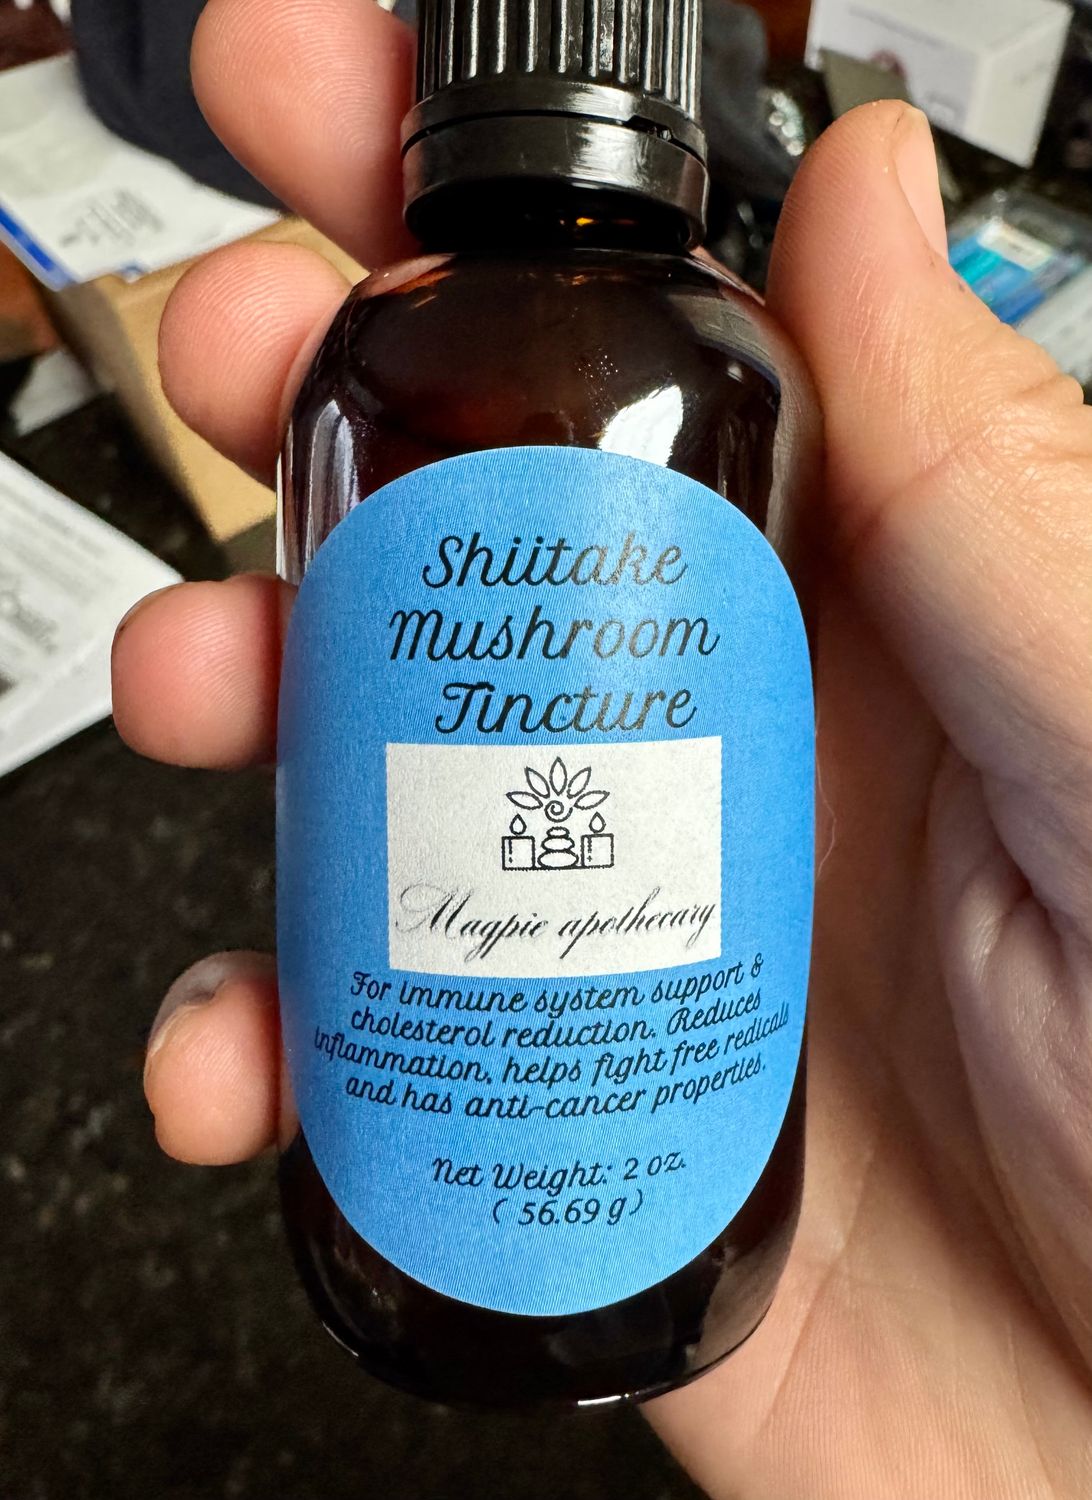 Shiitake
Mushroom
Tincture
Magpie apothecary
For immune system support &
cholesterol reduction. Reduces
inflammation, helps fight free redicals
and has anti-cancer properties.
Net Weight: 2 oz.
( 56.69 g )